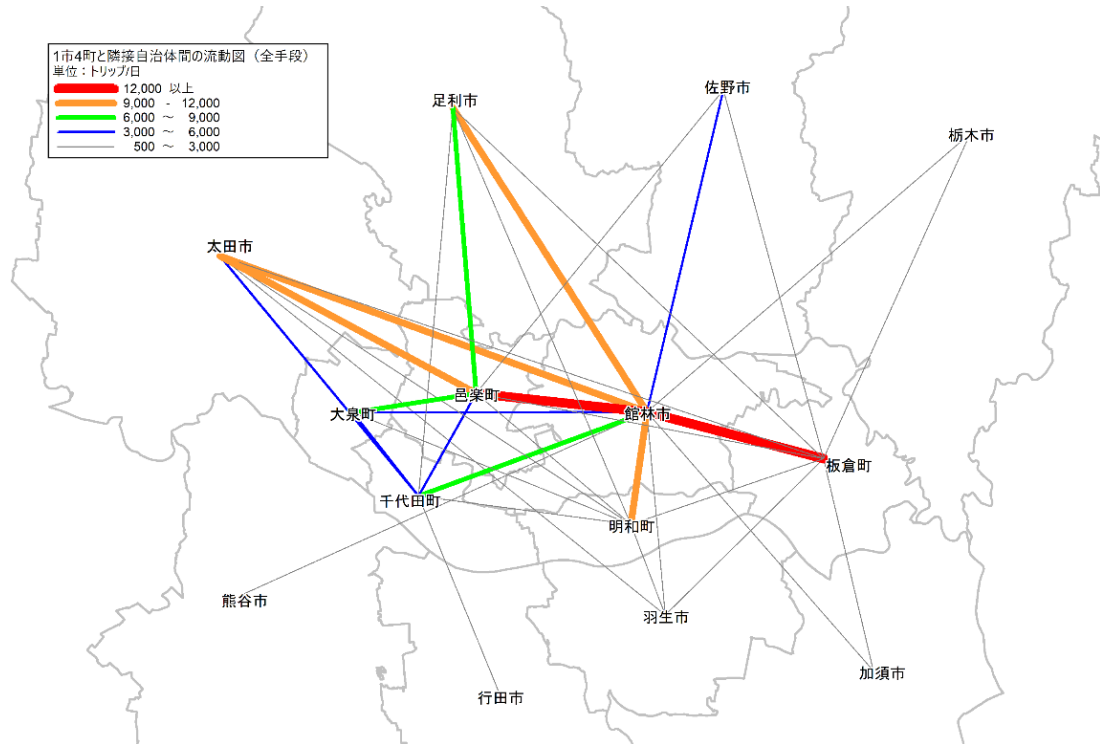 1市4町と隣接自治体間の流動図（全手段）
単位：トリップ/日
12,000 以上
9,000 - 12,000
6,000 ～ 9,000
3,000 ～ 6,000
500 ～ 3,000
足利市
佐野市
栃木市
太田市
邑楽町
大泉町
館林市
板倉町
千代田町
明和町
熊谷市
羽生市
加須市
行田市